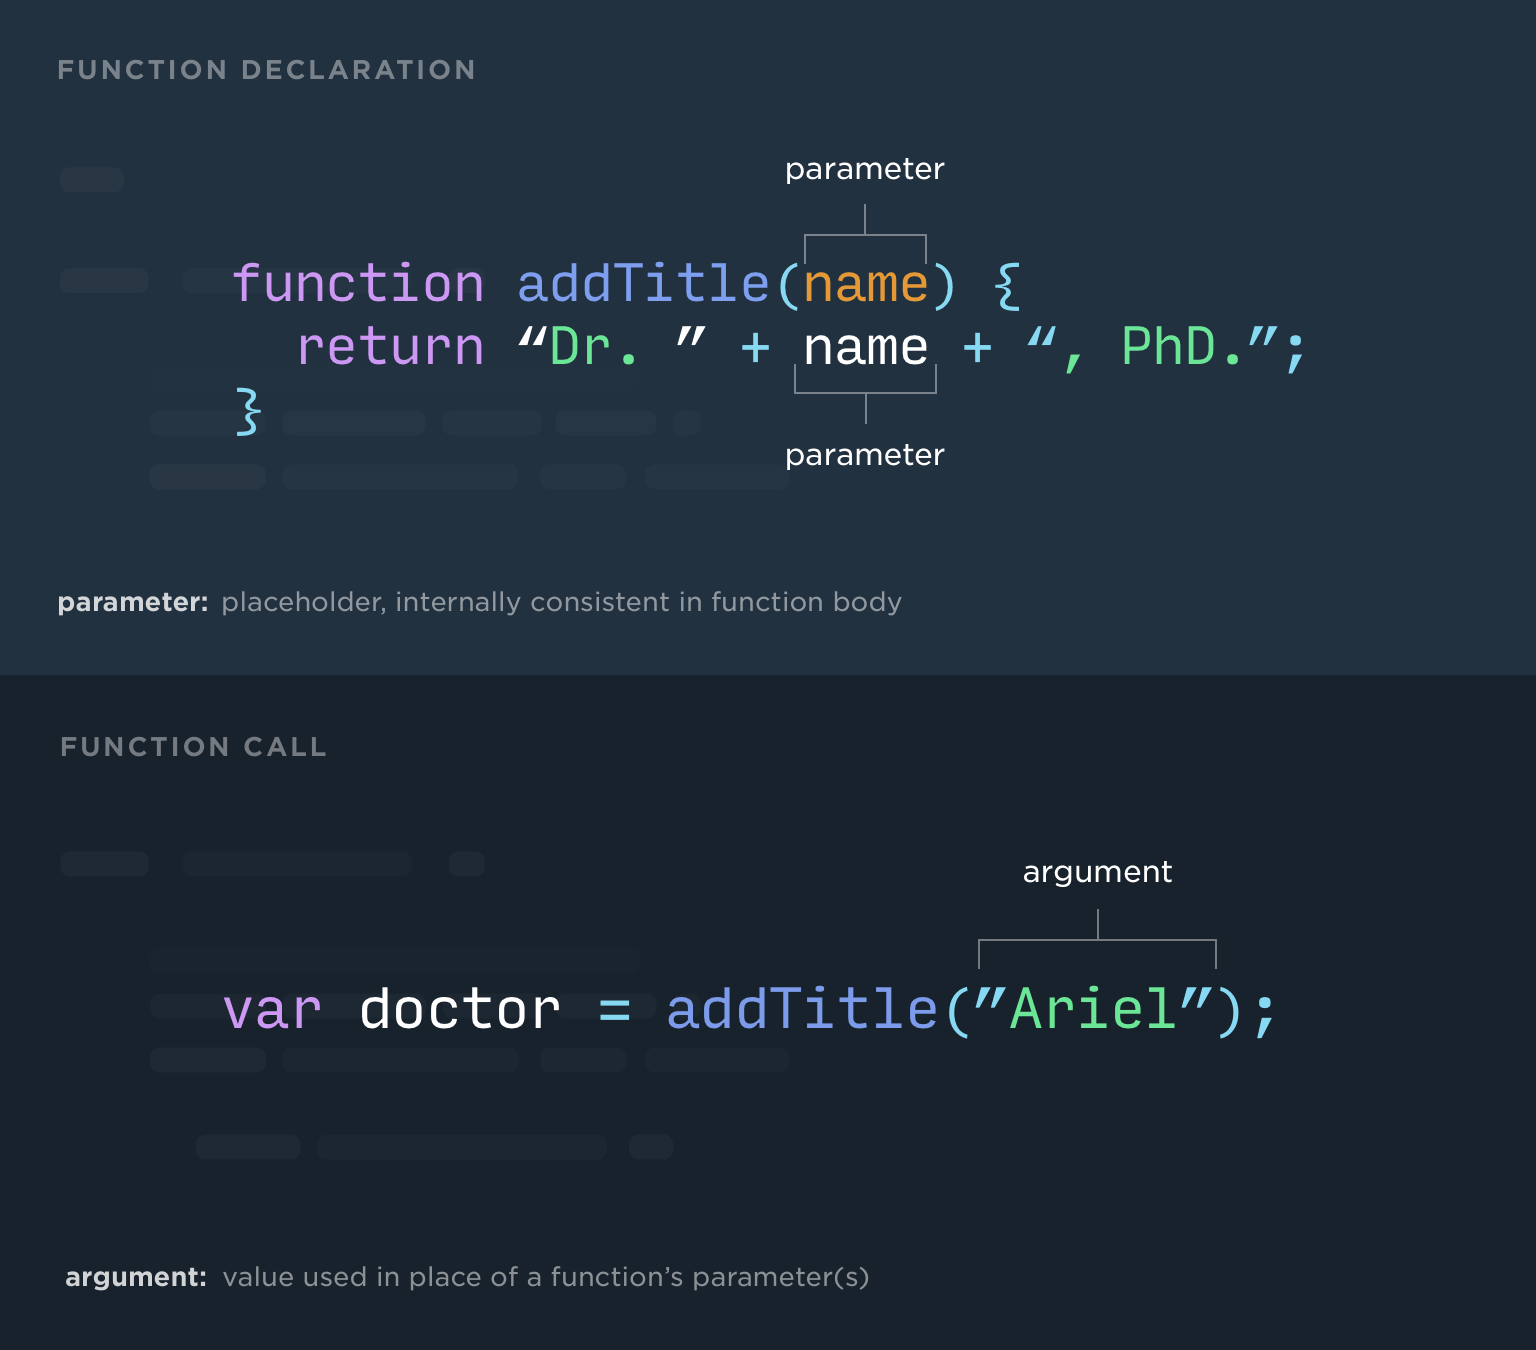 FUNCTION DECLARATION
parameter
function addTitle(name) {
return “Dr. ” + name + “, PhD.”;
}
parameter
parameter: placeholder, internally consistent in function body
FUNCTION CALL
argument
var doctor = addTitle(”Ariel”);
argument: value used in place of a function’s parameter(s)